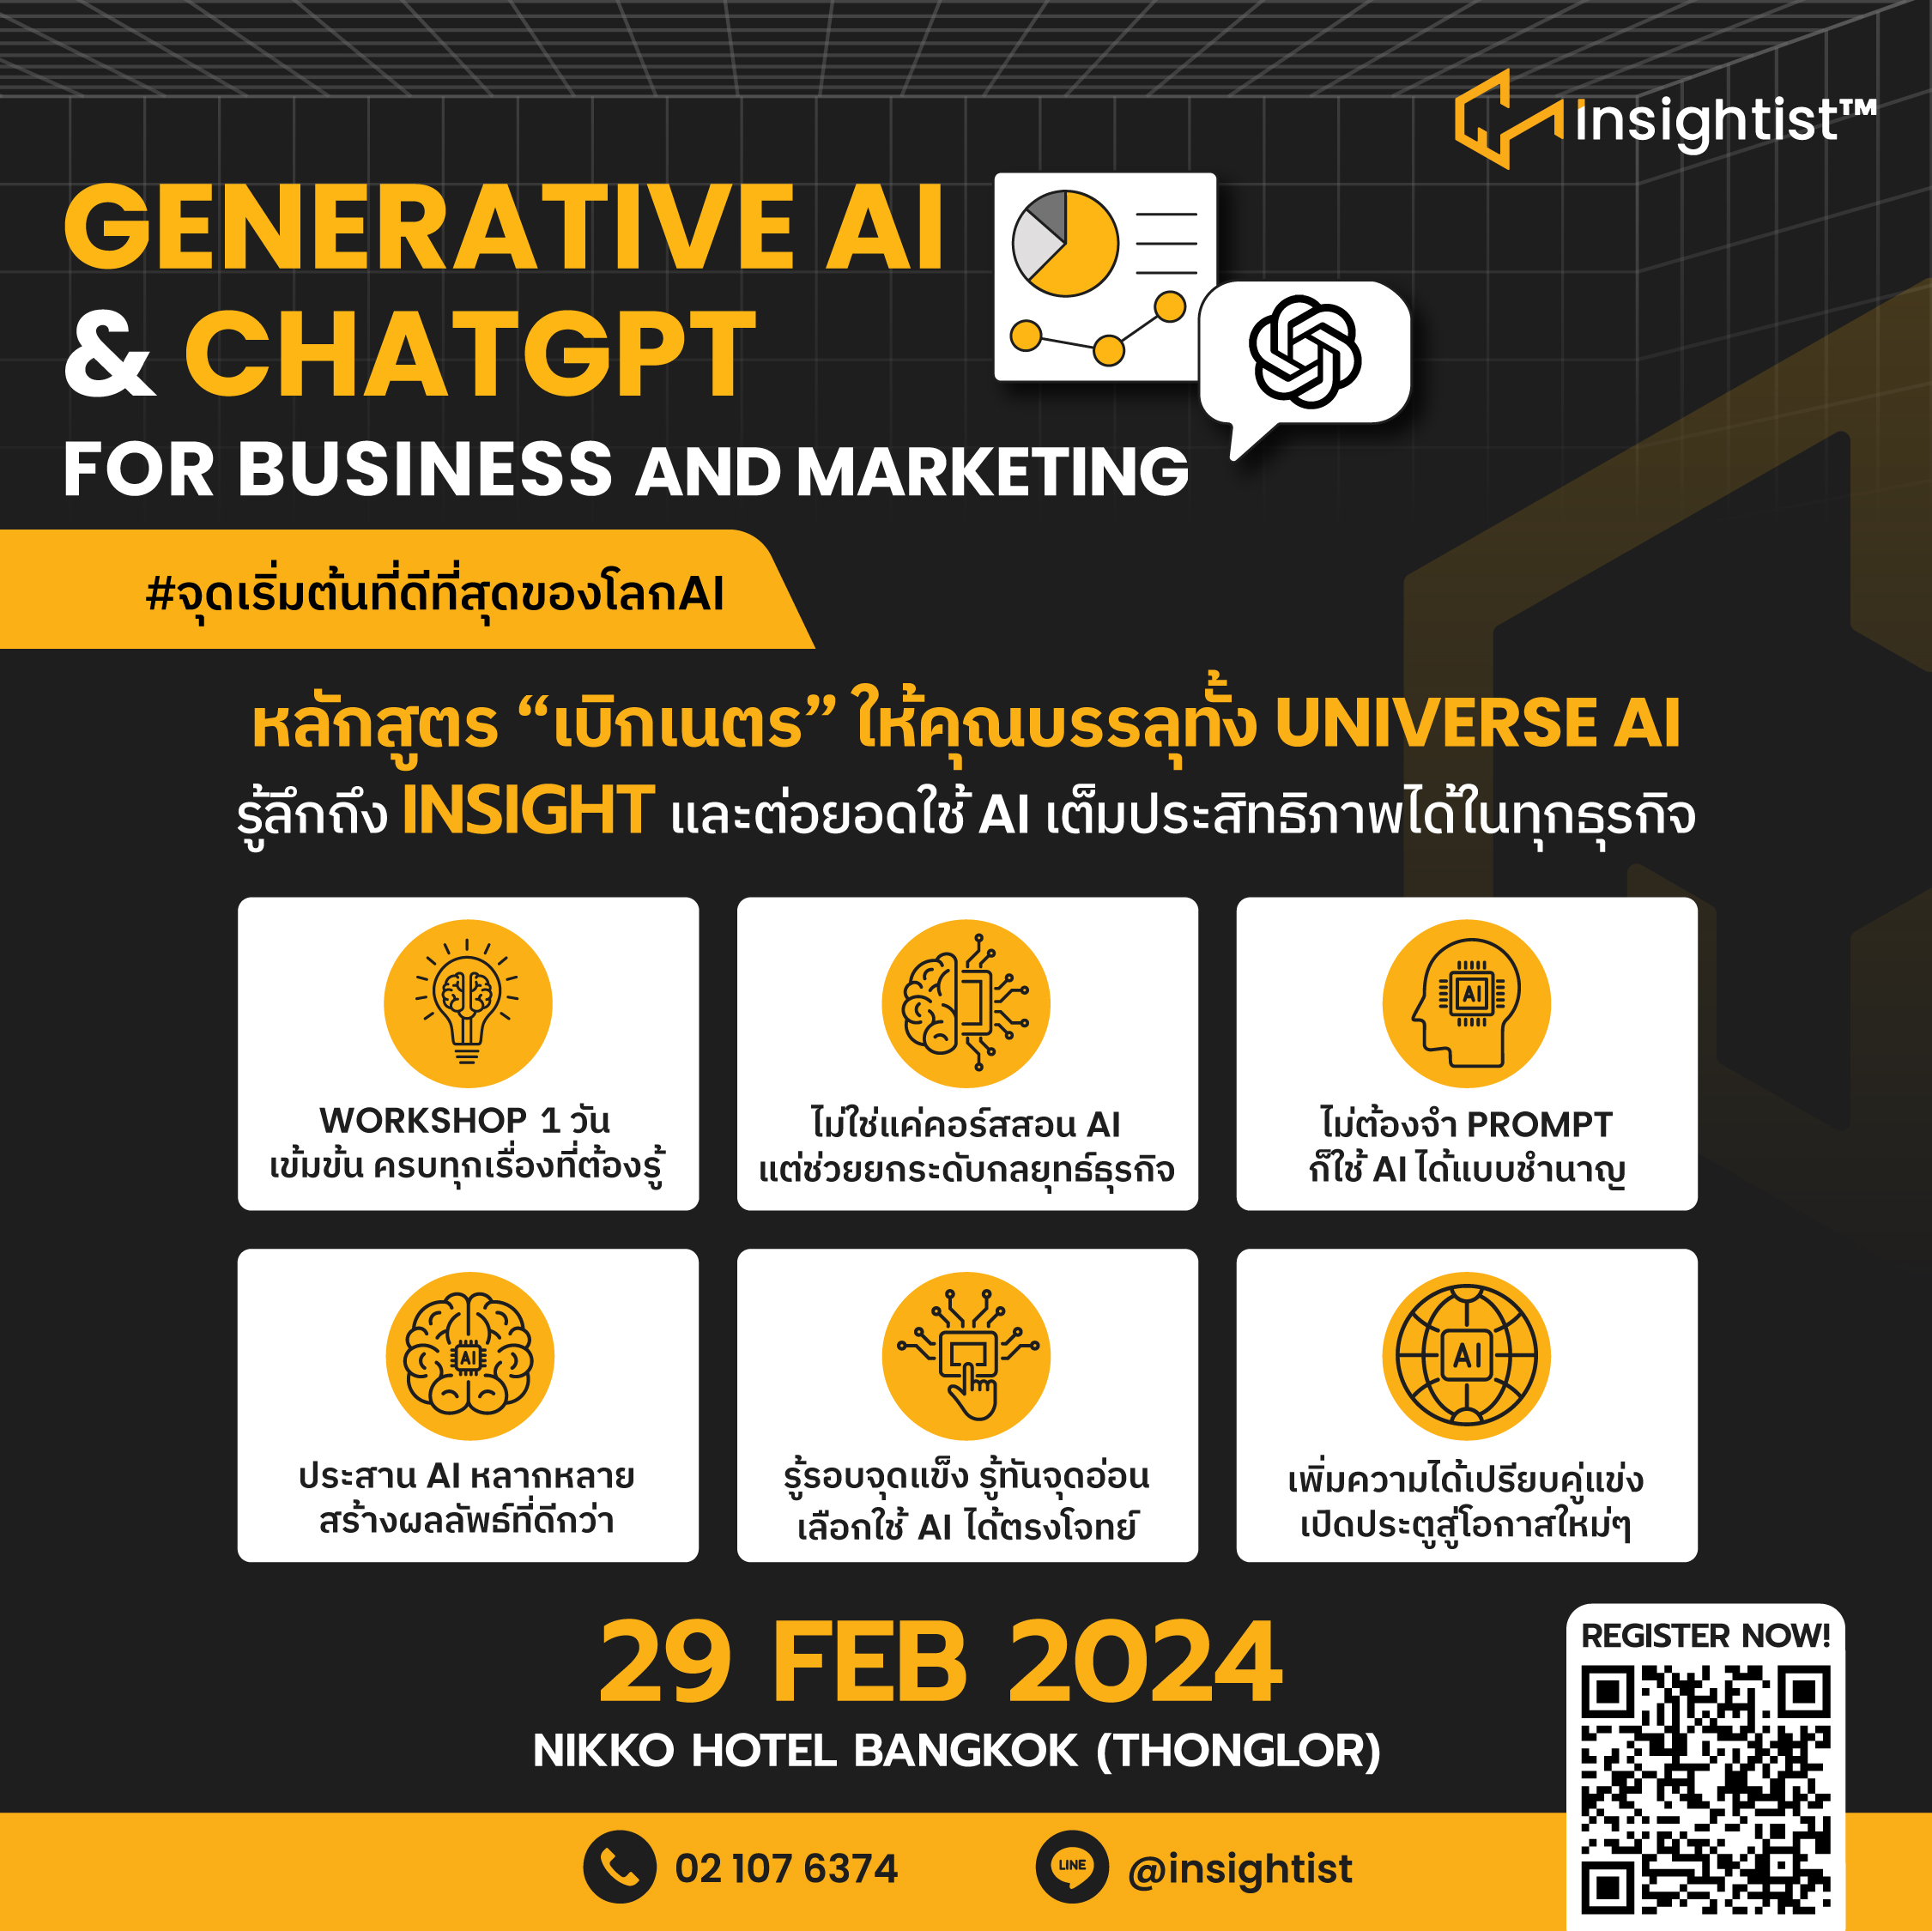 insightist™
GENERATIVE AI
& CHATGPT
FOR BUSINESS AND MARKETING
#จุดเริ่มต้นที่ดีที่สุดของโลกAI
หลักสูตร “เบิกเนตร” ให้คุณบรรลุทั้ง UNIVERSE AI
รู้ลึกถึง INSIGHT และต่อยอดใช้ AI เต็มประสิทธิภาพได้ในทุกธุรกิจ
WORKSHOP 1 วัน
เข้มข้น ครบทุกเรื่องที่ต้องรู้
ไม่ใช่แค่คอร์สสอน AI
แต่ช่วยยกระดับกลยุทธ์ธุรกิจ
AI
ไม่ต้องจำ PROMPT
ก็ใช้ AI ได้แบบชำนาญ
AI
ประสาน AI หลากหลาย
สร้างผลลัพธ์ที่ดีกว่า
รู้รอบจุดแข็ง รู้ทันจุดอ่อน
เลือกใช้ AI ได้ตรงโจทย์
AI
เพิ่มความได้เปรียบคู่แข่ง
เปิดประตูสู่โอกาสใหม่ๆ
29 FEB 2024
NIKKO HOTEL BANGKOK (THONGLOR)
REGISTER NOW!
02 107 6374
LINE
@insightist